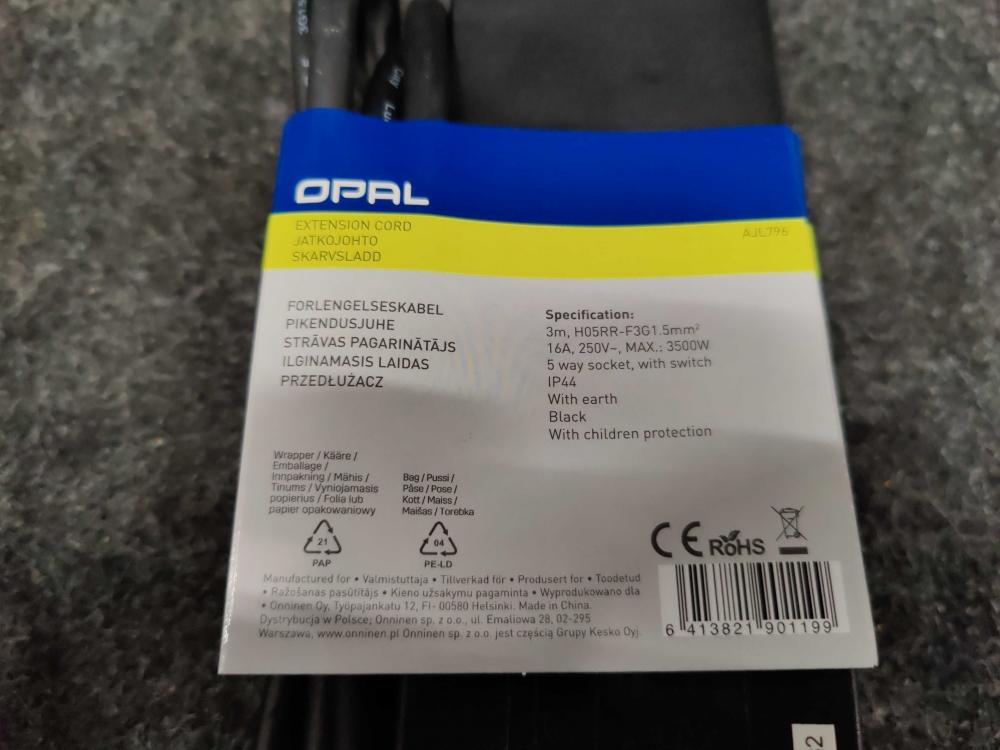 3G1.5
OPAL
EXTENSION CORD
JATKOJOHTO
SKARVSLADD
AJL796
FORLENGELSESKABEL
PIKENDUSJUHE
STRĀVAS PAGARINĀTĀJS
ILGINAMASIS LAIDAS
PRZEDŁUŻACZ
Specification:
3m, H05RR-F3G1.5mm²
16A, 250V~, MAX.: 3500W
5 way socket, with switch
IP44
With earth
Black
With children protection
Wrapper / Kääre /
Emballage /
Innpakning / Mähis /
Tinums / Vyniojamasis
popierius / Folia lub
papier opakowaniowy
Bag / Pussi /
Påse / Pose /
Kott / Maiss /
Maišas / Torebka
21
PAP
04
PE-LD
CE
RoHS
Manufactured for • Valmistuttaja • Tillverkad för • Produsert for • Toodetud
• Ražošanas pasūtītājs • Kieno užsakymu pagaminta • Wyprodukowano dla
• Onninen Oy, Työpajankatu 12, FI- 00580 Helsinki. Made in China.
Dystrybucja w Polsce; Onninen sp. z o.o., ul. Emaliowa 28, 02-295
Warszawa, www.onninen.pl Onninen sp. z o.o. jest częścią Grupy Kesko Oyj.
6 413821 901199